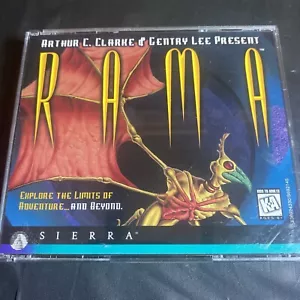 ARTHUR C. CLARKE & GENTRY LEE PRESENT
RAMA
EXPLORE THE LIMITS OF
ADVENTURE...AND BEYOND.
SIERRA